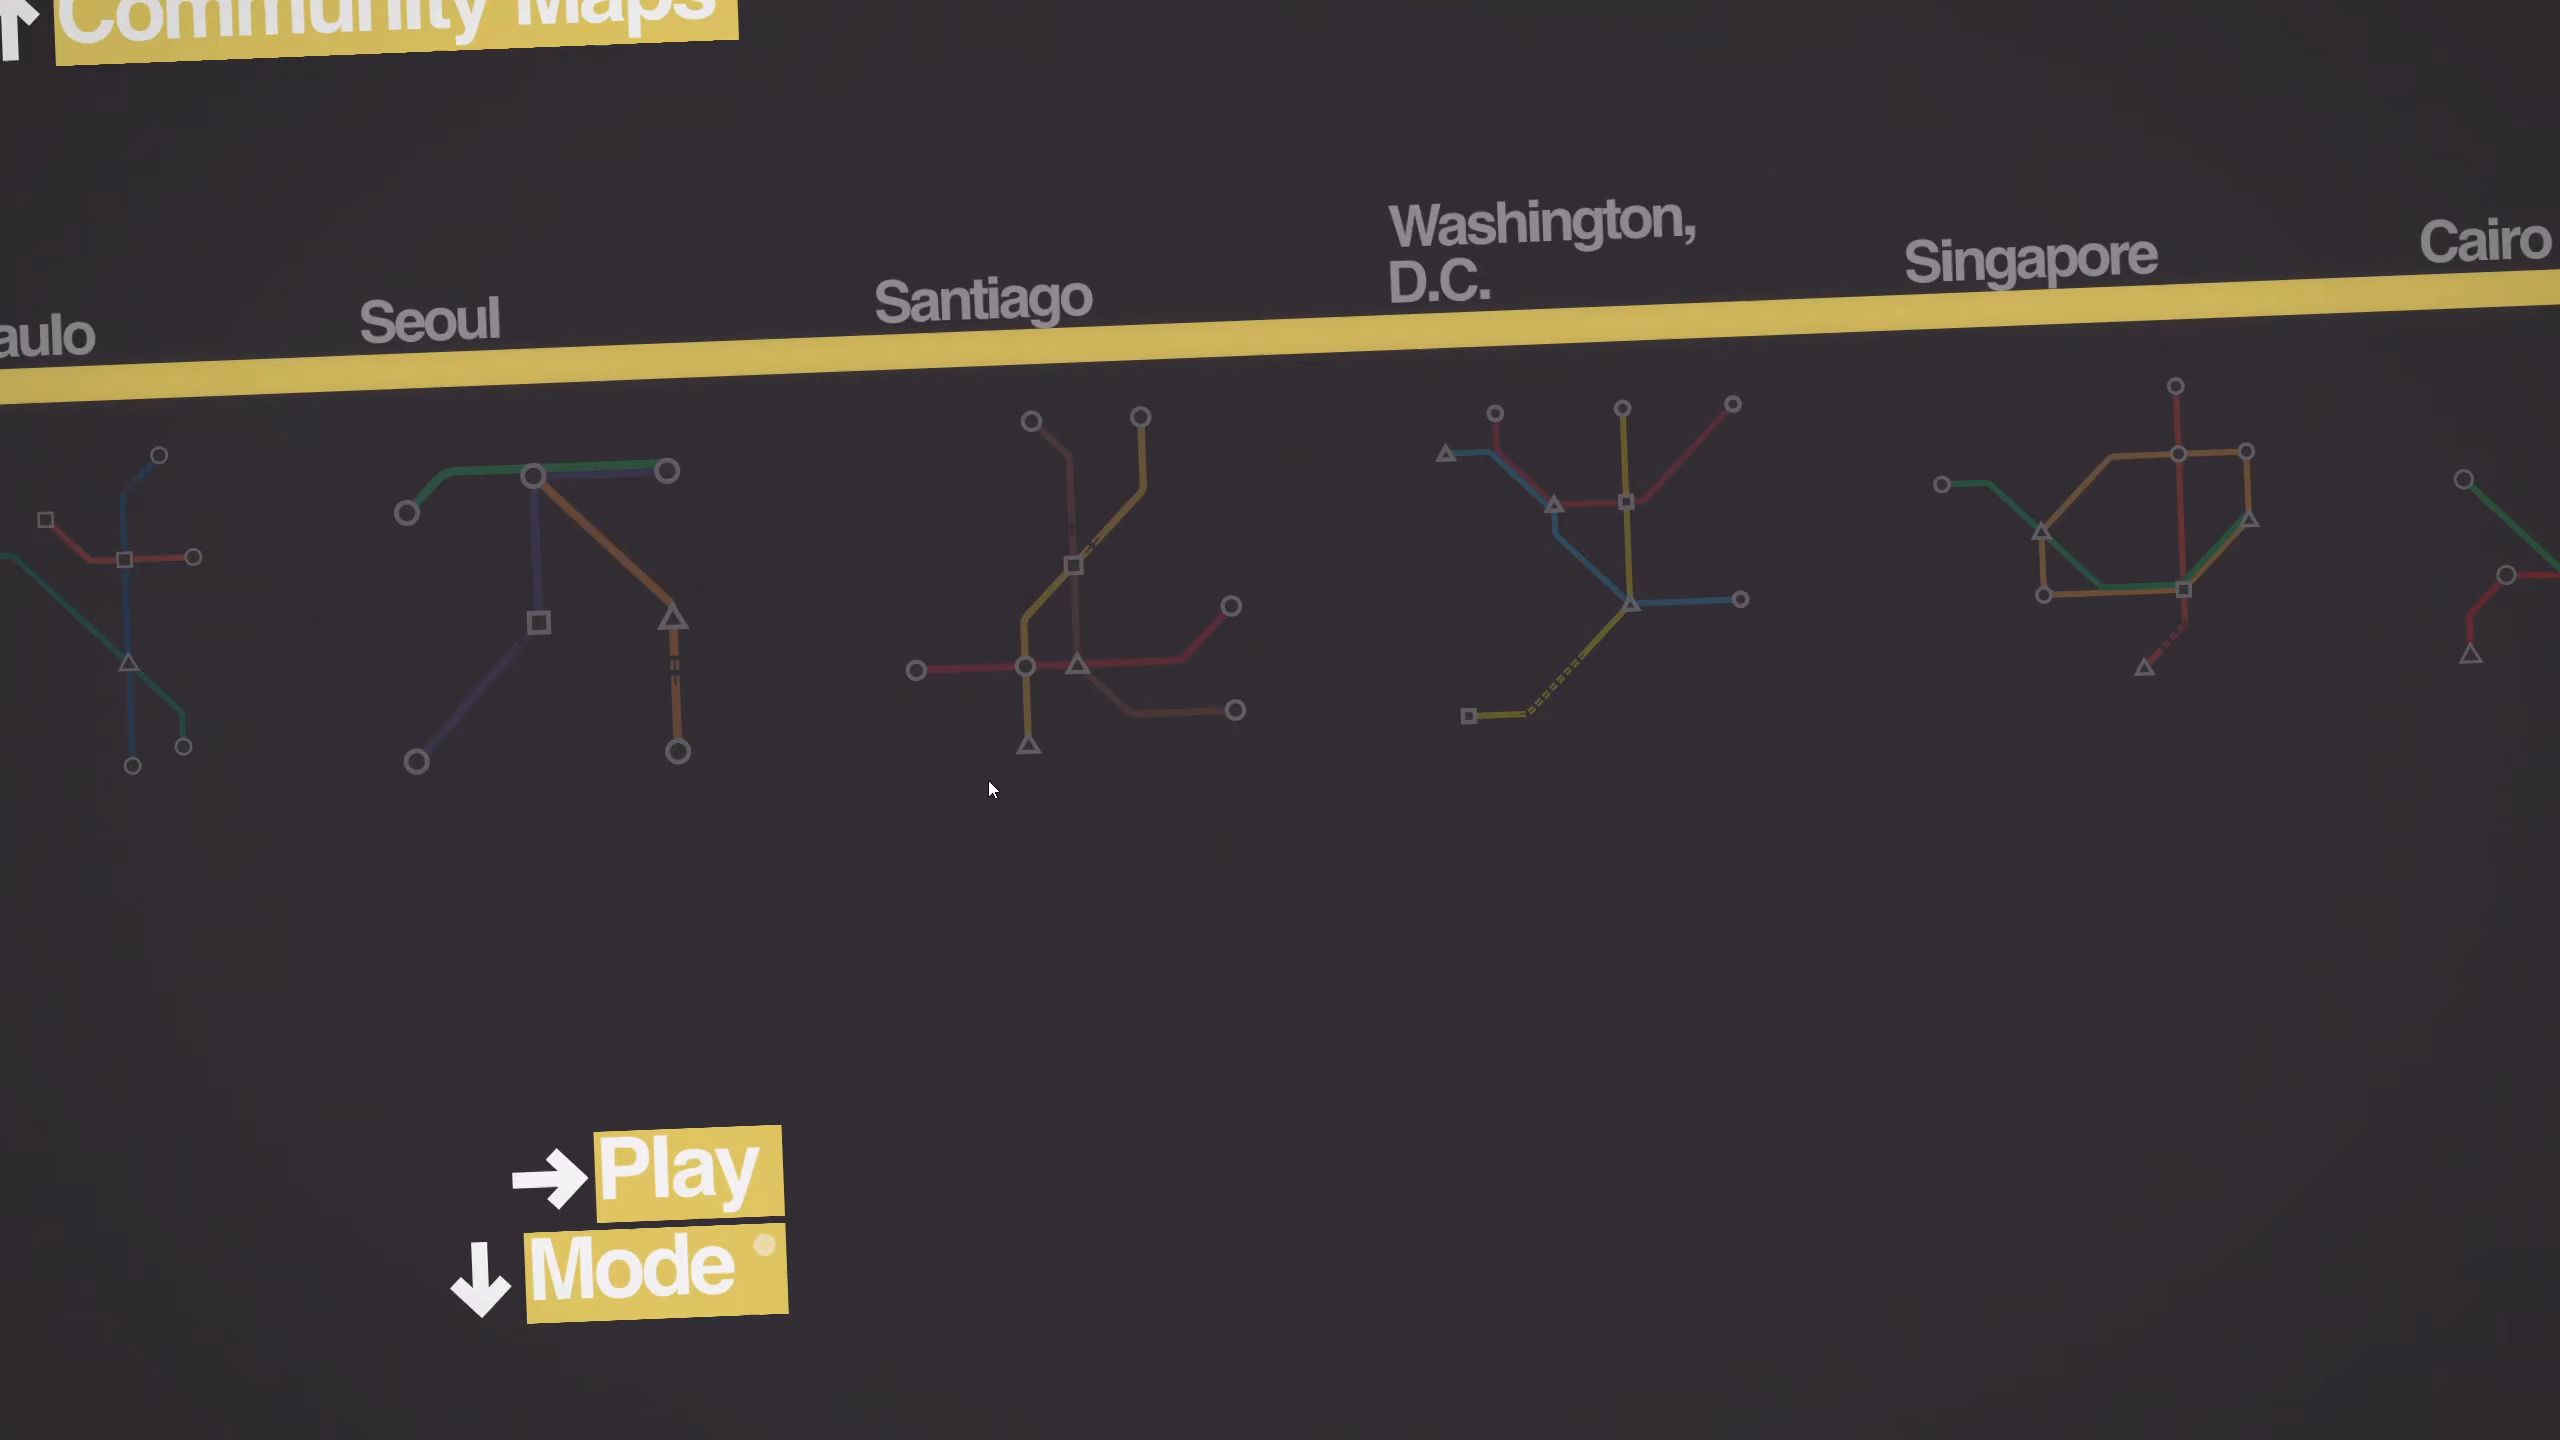 Community Maps
aulo
Seoul
Santiago
Washington,
D.C.
Singapore
Cairo
Play
Mode